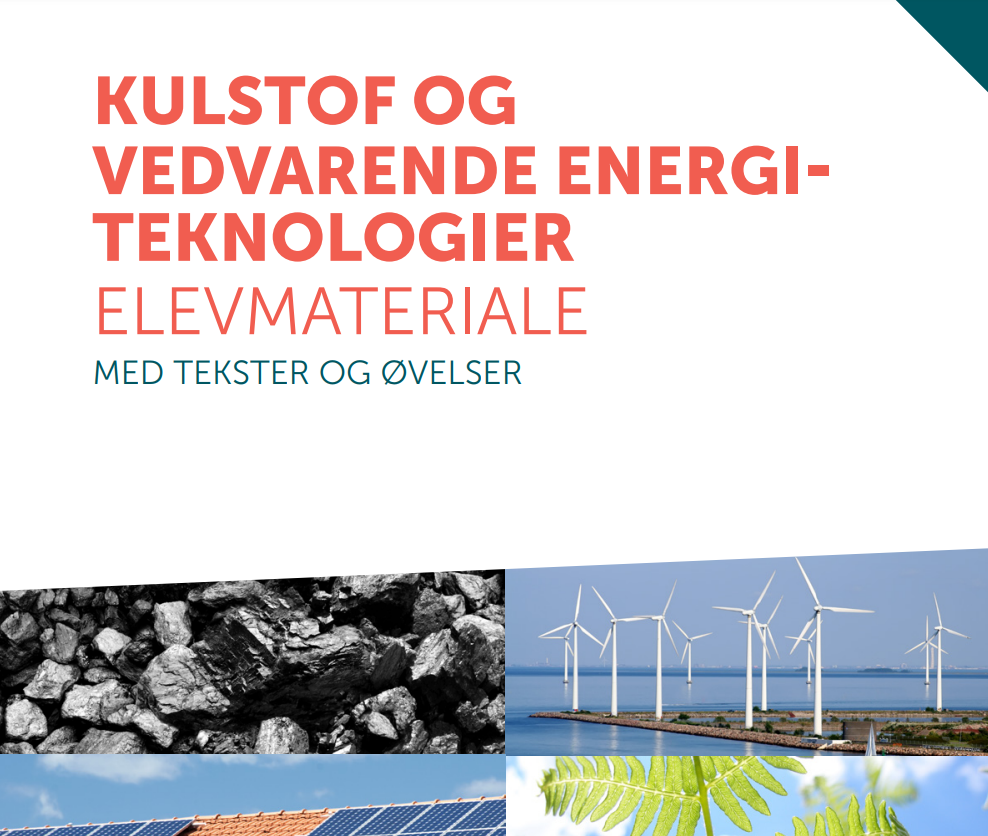 KULSTOF OG
VEDVARENDE ENERGI-
TEKNOLOGIER
ELEVMATERIALE
MED TEKSTER OG ØVELSER